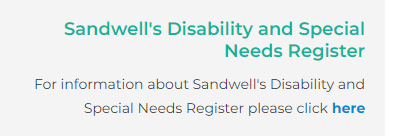 Sandwell's Disability and Special
Needs Register
For information about Sandwell's Disability and
Special Needs Register please click here